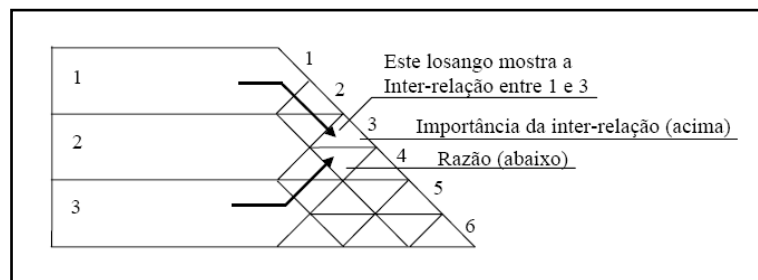 1
2
3
1
2
3
4
5
6
Este losango mostra a
Inter-relação entre 1 e 3
Importância da inter-relação (acima)
Razão (abaixo)